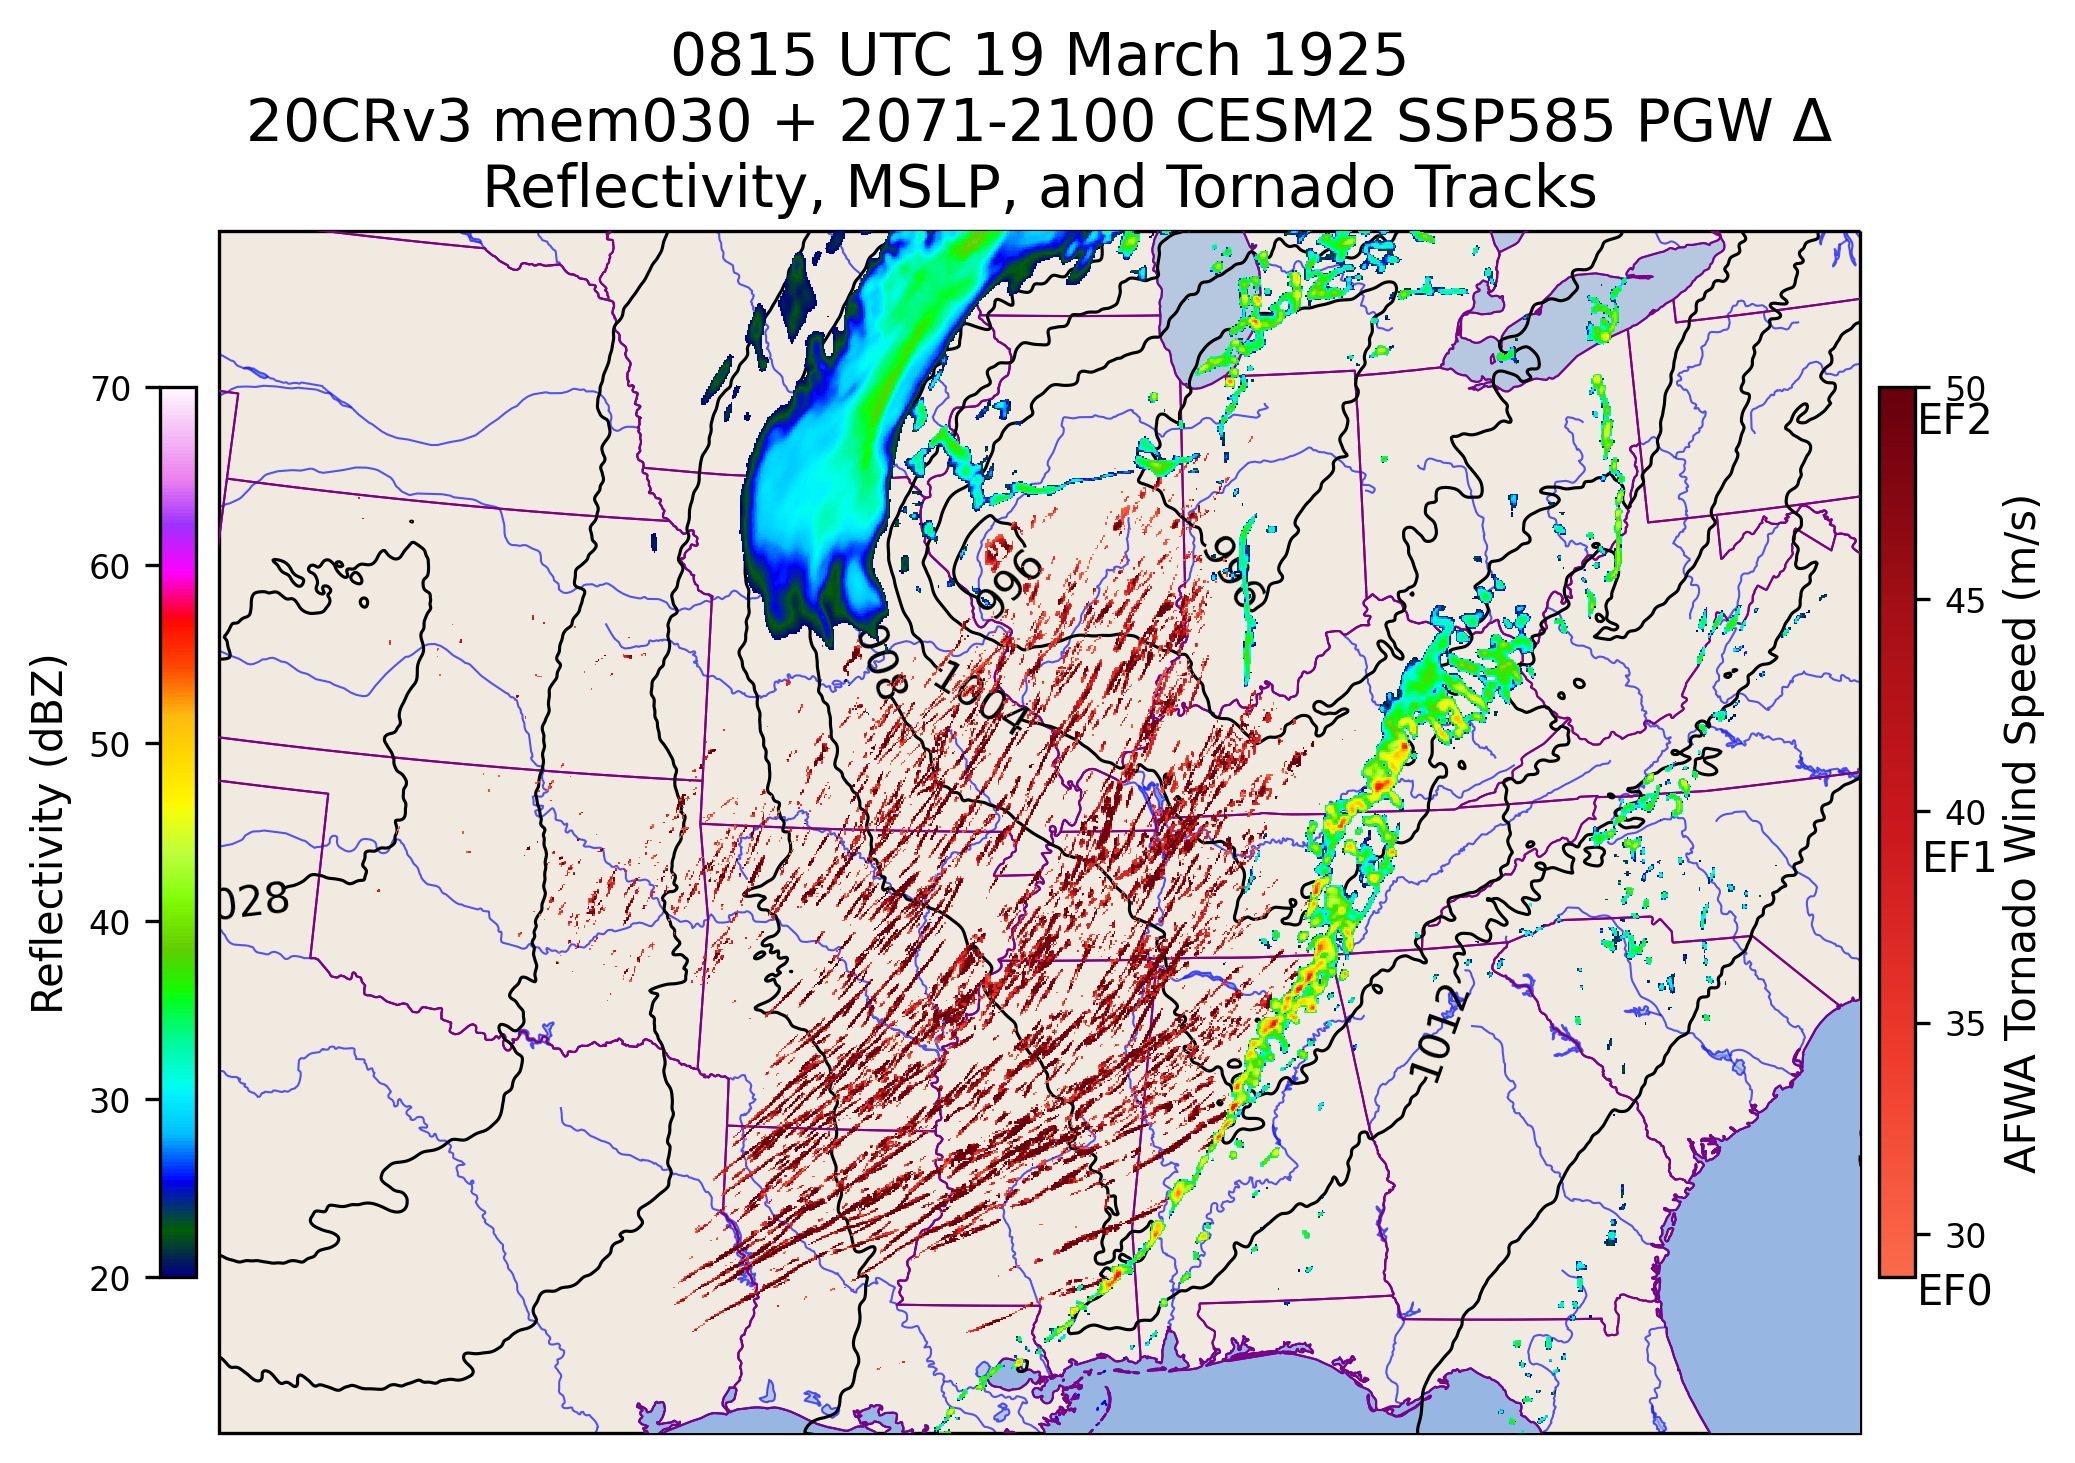 0815 UTC 19 March 1925
20CRv3 mem030 + 2071-2100 CESM2 SSP585 PGW Δ
Reflectivity, MSLP, and Tornado Tracks
Reflectivity (dBZ)
70
60
50
40
30
20
996
996
1004
1012
028
50
EF2
45
40
EF1
35
30
EF0
AFWA Tornado Wind Speed (m/s)